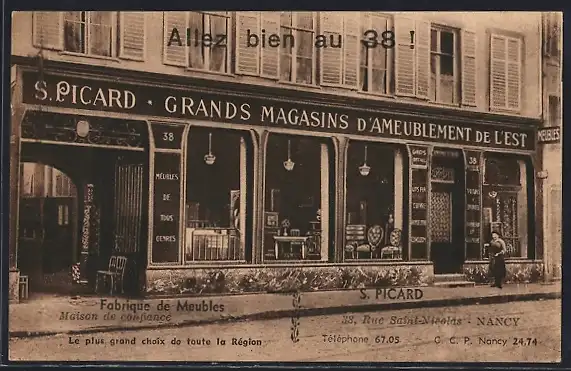 Allez bien au 38 !
S. PICARD · GRANDS MAGASINS D'AMEUBLEMENT DE L'EST
38
38
MEUBLES
MEUBLES
DE
TOUS
GENRES
Fabrique de Meubles
S. PICARD
Maison de confiance
38, Rue Saint-Nicolas - NANCY
Le plus grand choix de toute la Région
Téléphone 67.05
C. C. P. Nancy 24.74